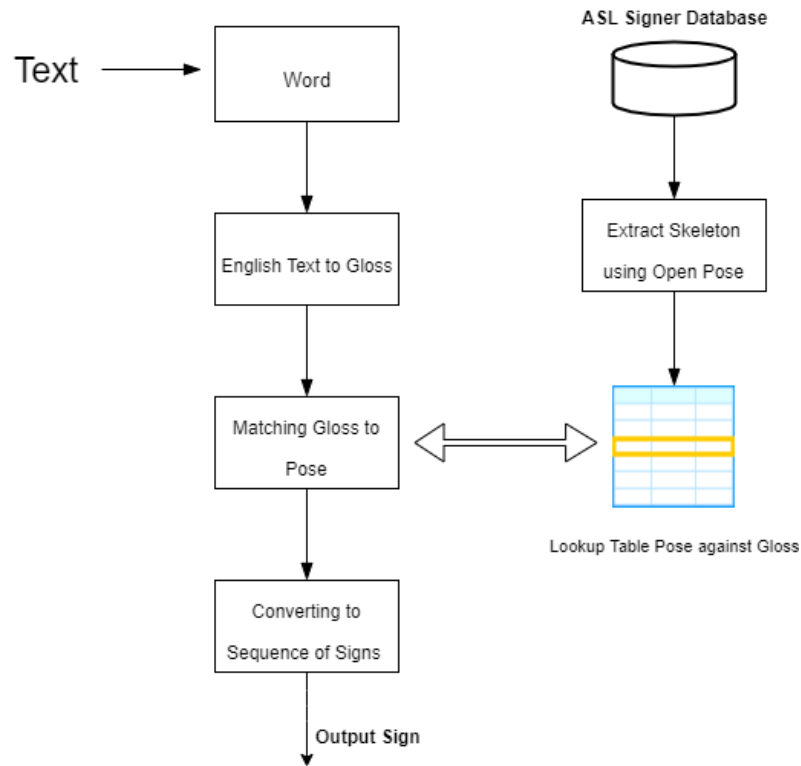 ASL Signer Database
Text
Word
Extract Skeleton
using Open Pose
English Text to Gloss
Matching Gloss to
Pose
Lookup Table Pose against Gloss
Converting to
Sequence of Signs
Output Sign